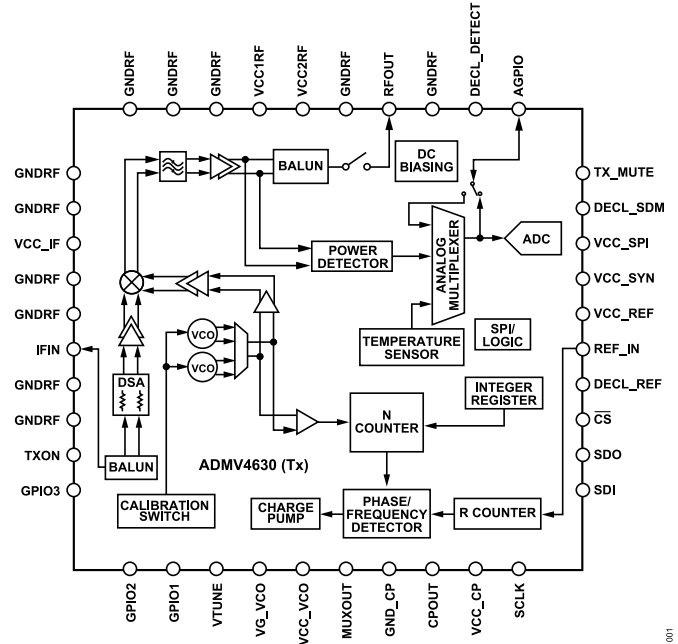 GNDRF
GNDRF
GNDRF
VCC1RF
VCC2RF
GNDRF
RFOUT
GNDRF
DECL_DETECT
AGPIO
GNDRF
GNDRF
VCC_IF
GNDRF
GNDRF
IFIN
GNDRF
GNDRF
TXON
GPIO3
BALUN
DC
BIASING
POWER
DETECTOR
ANALOG
MULTIPLEXER
ADC
TEMPERATURE
SENSOR
SPI/
LOGIC
VCO
VCO
DSA
BALUN
N
COUNTER
INTEGER
REGISTER
ADMV4630 (Tx)
CALIBRATION
SWITCH
CHARGE
PUMP
PHASE/
FREQUENCY
DETECTOR
R COUNTER
TX_MUTE
DECL_SDM
VCC_SPI
VCC_SYN
VCC_REF
REF_IN
DECL_REF
CS
SDO
SDI
GPIO2
GPIO1
VTUNE
VG_VCO
VCC_VCO
MUXOUT
GND_CP
CPOUT
VCC_CP
SCLK
001